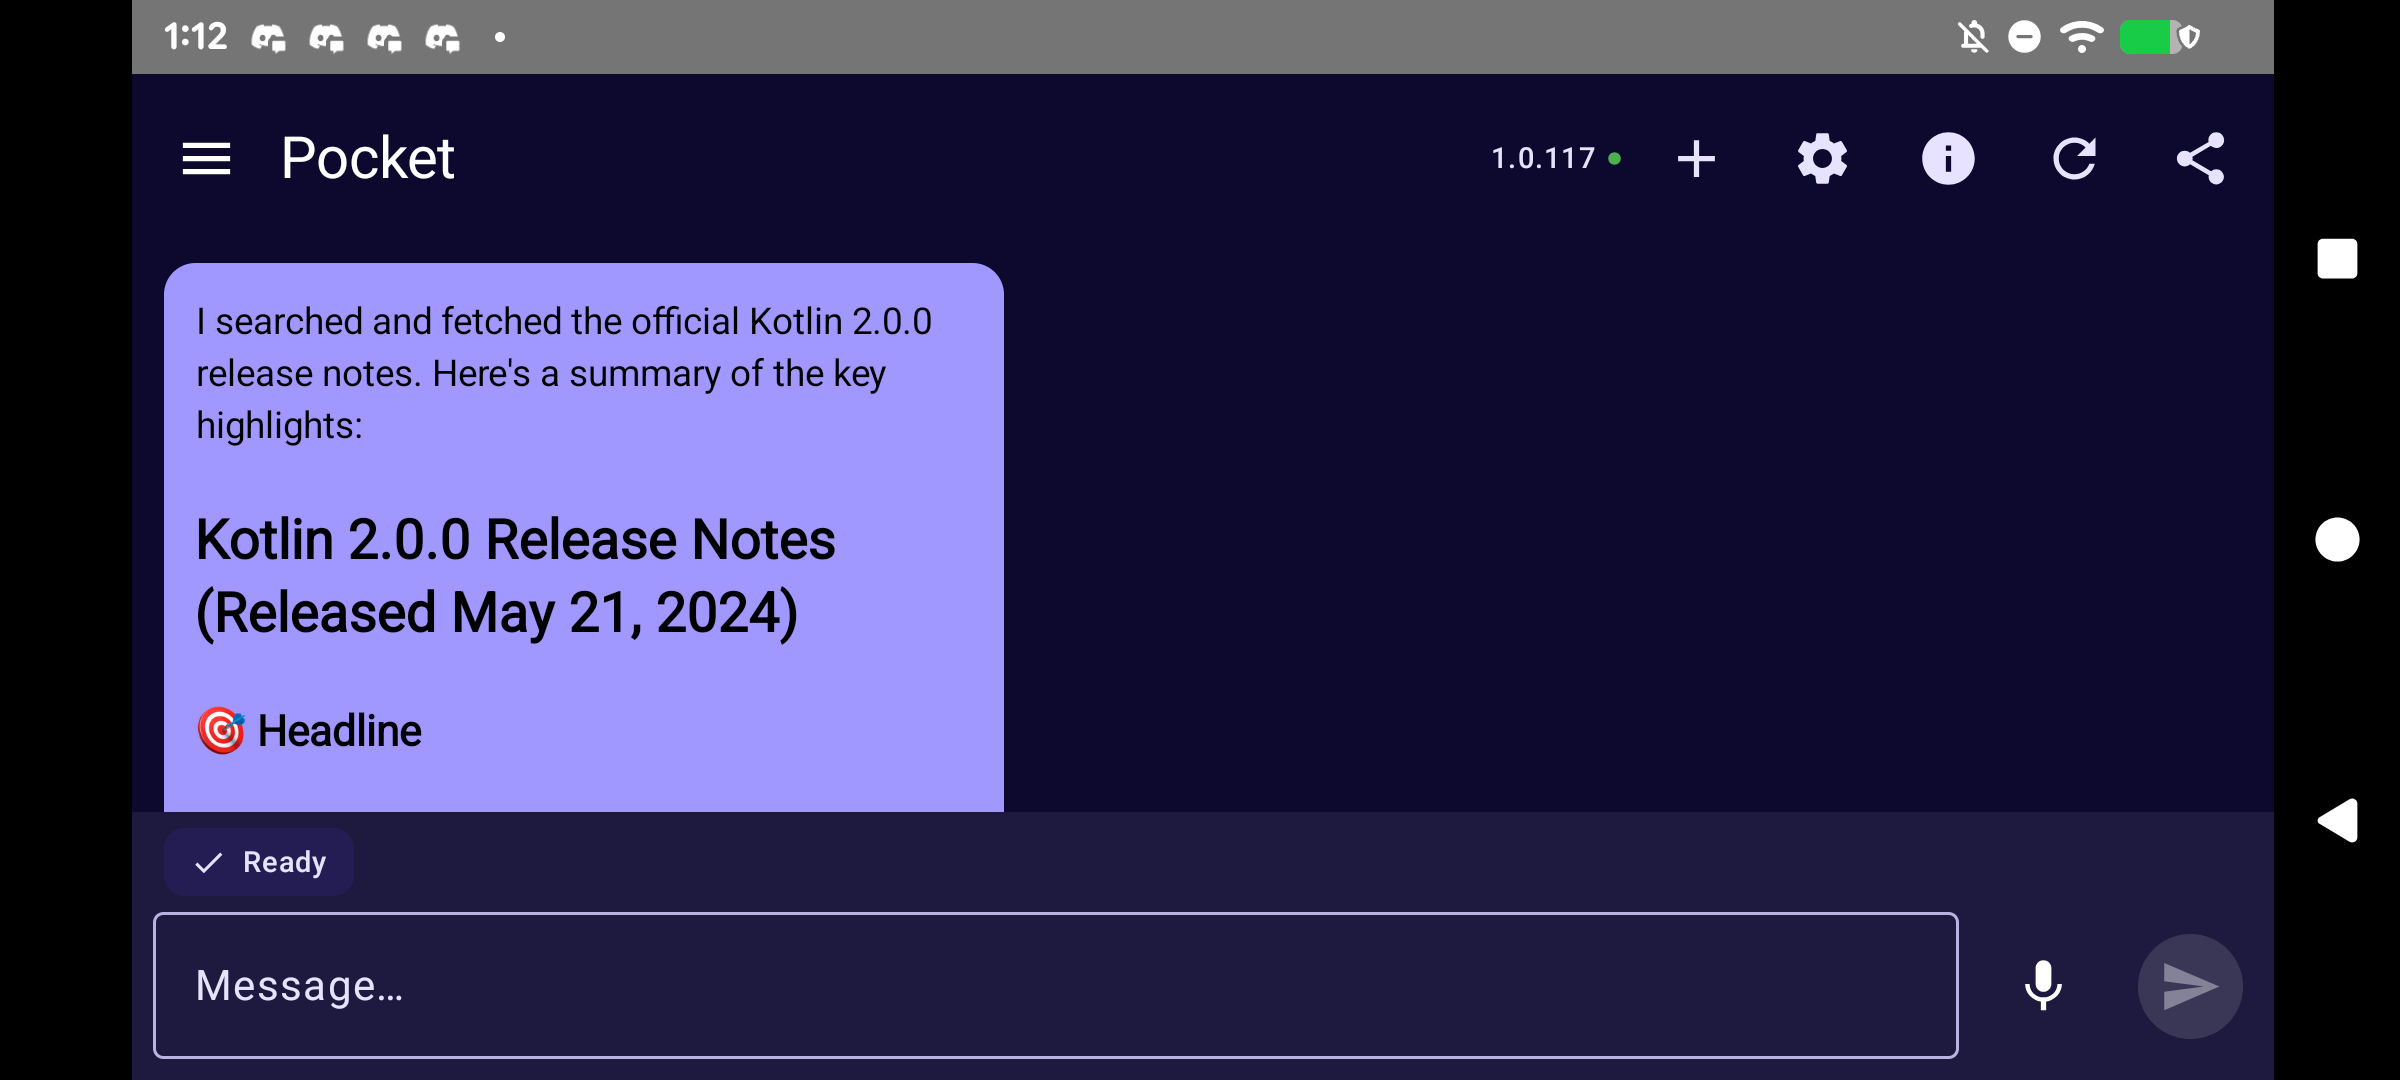 1:12
Pocket
1.0.117
I searched and fetched the official Kotlin 2.0.0
release notes. Here's a summary of the key
highlights:
Kotlin 2.0.0 Release Notes
(Released May 21, 2024)
🎯 Headline
Ready
Message…